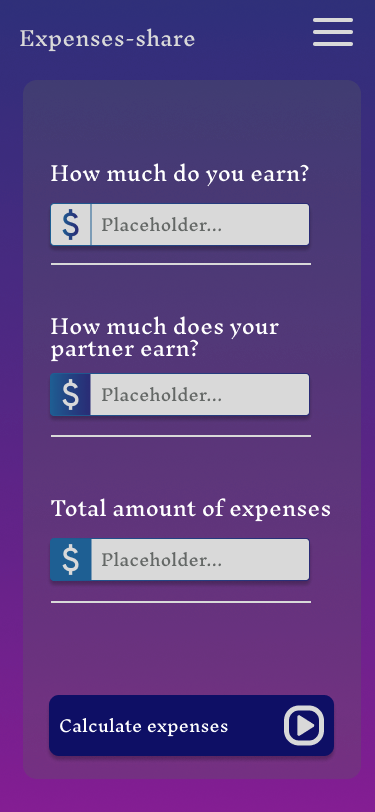 Expenses-share
How much do you earn?
$ Placeholder...
How much does your
partner earn?
$ Placeholder...
Total amount of expenses
$ Placeholder...
Calculate expenses